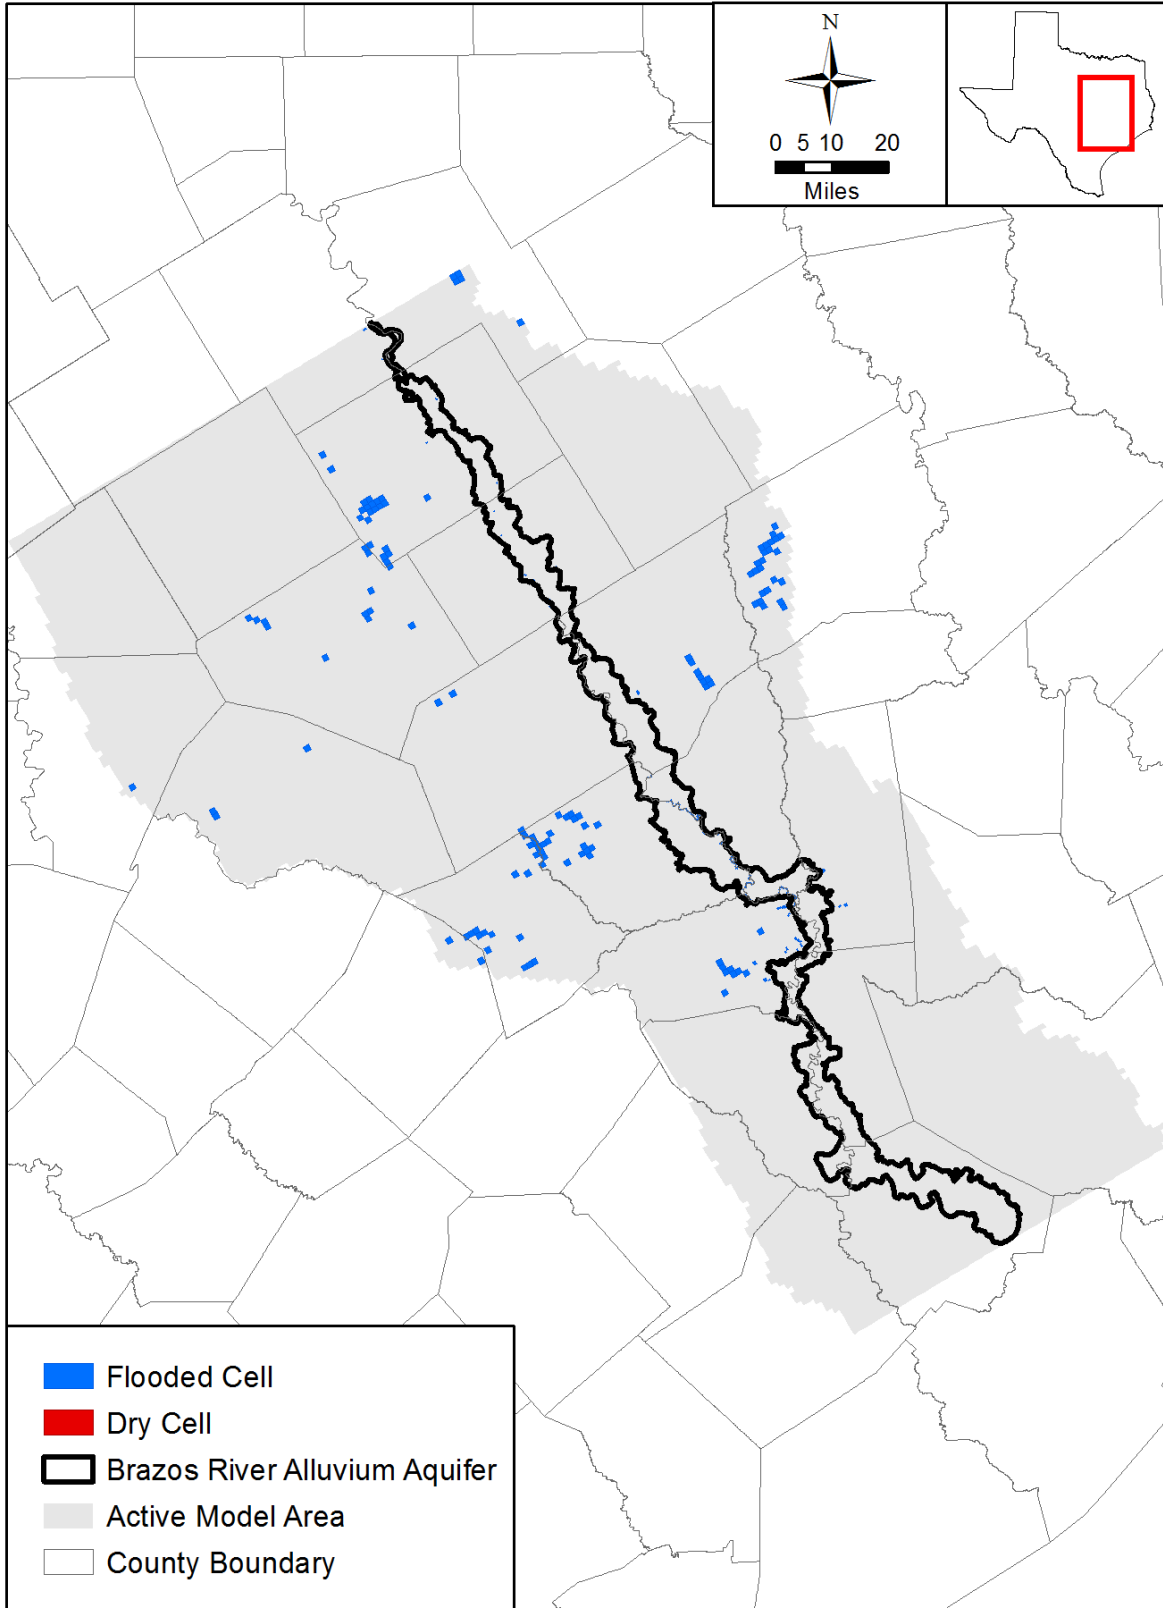 N
0 5 10 20
Miles
Flooded Cell
Dry Cell
Brazos River Alluvium Aquifer
Active Model Area
County Boundary